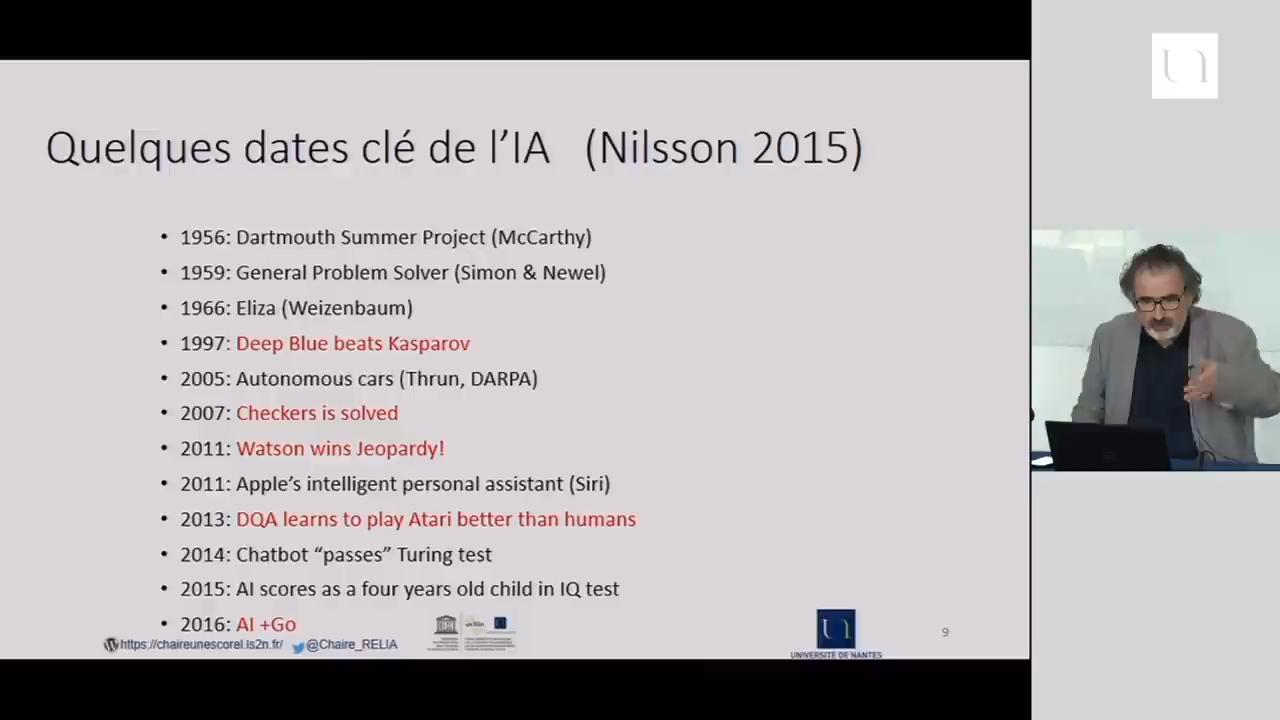 Quelques dates clé de l’IA (Nilsson 2015)
• 1956: Dartmouth Summer Project (McCarthy)
• 1959: General Problem Solver (Simon & Newel)
• 1966: Eliza (Weizenbaum)
• 1997: Deep Blue beats Kasparov
• 2005: Autonomous cars (Thrun, DARPA)
• 2007: Checkers is solved
• 2011: Watson wins Jeopardy!
• 2011: Apple’s intelligent personal assistant (Siri)
• 2013: DQA learns to play Atari better than humans
• 2014: Chatbot “passes” Turing test
• 2015: AI scores as a four years old child in IQ test
• 2016: AI +Go
https://chaireunescorel.ls2n.fr/ @Chaire_RELIA
UNIVERSITÉ DE NANTES
9